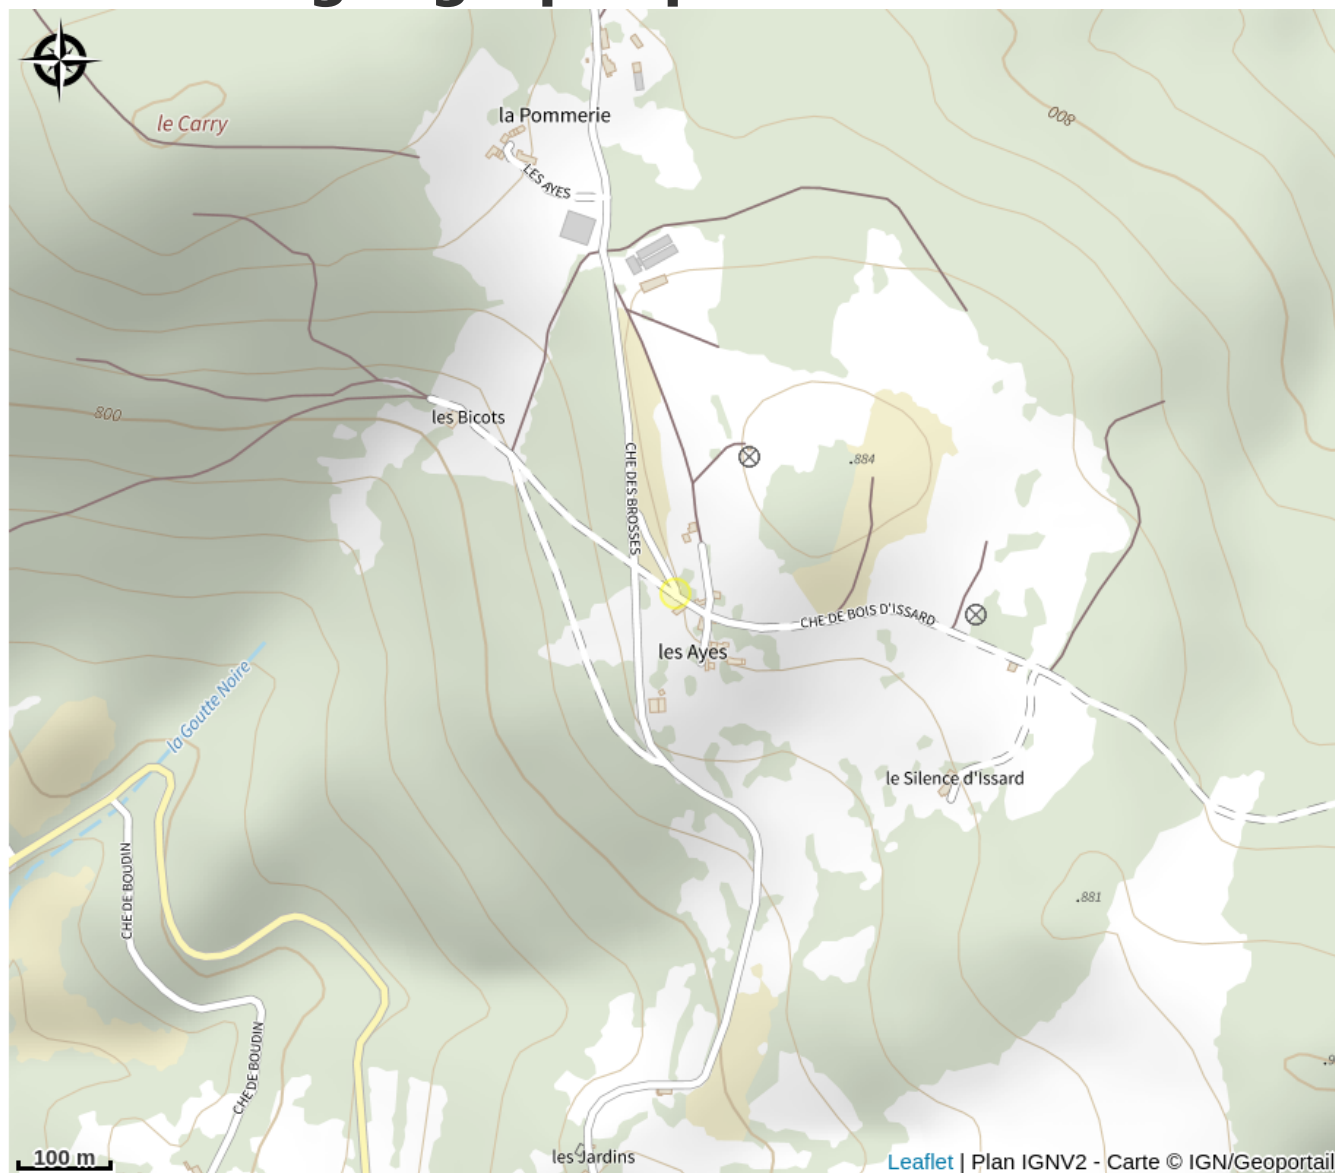 la Pommerie
le Carry
LES AYES
800
800
les Bicots
CHE DES BROSSES
.884
CHE DE BOIS D'ISSARD
les Ayes
la Goutte Noire
le Silence d'Issard
CHE DE BOUDIN
.881
CHE DE BOUDIN
les Jardins
100 m
Leaflet | Plan IGNV2 - Carte © IGN/Geoportail